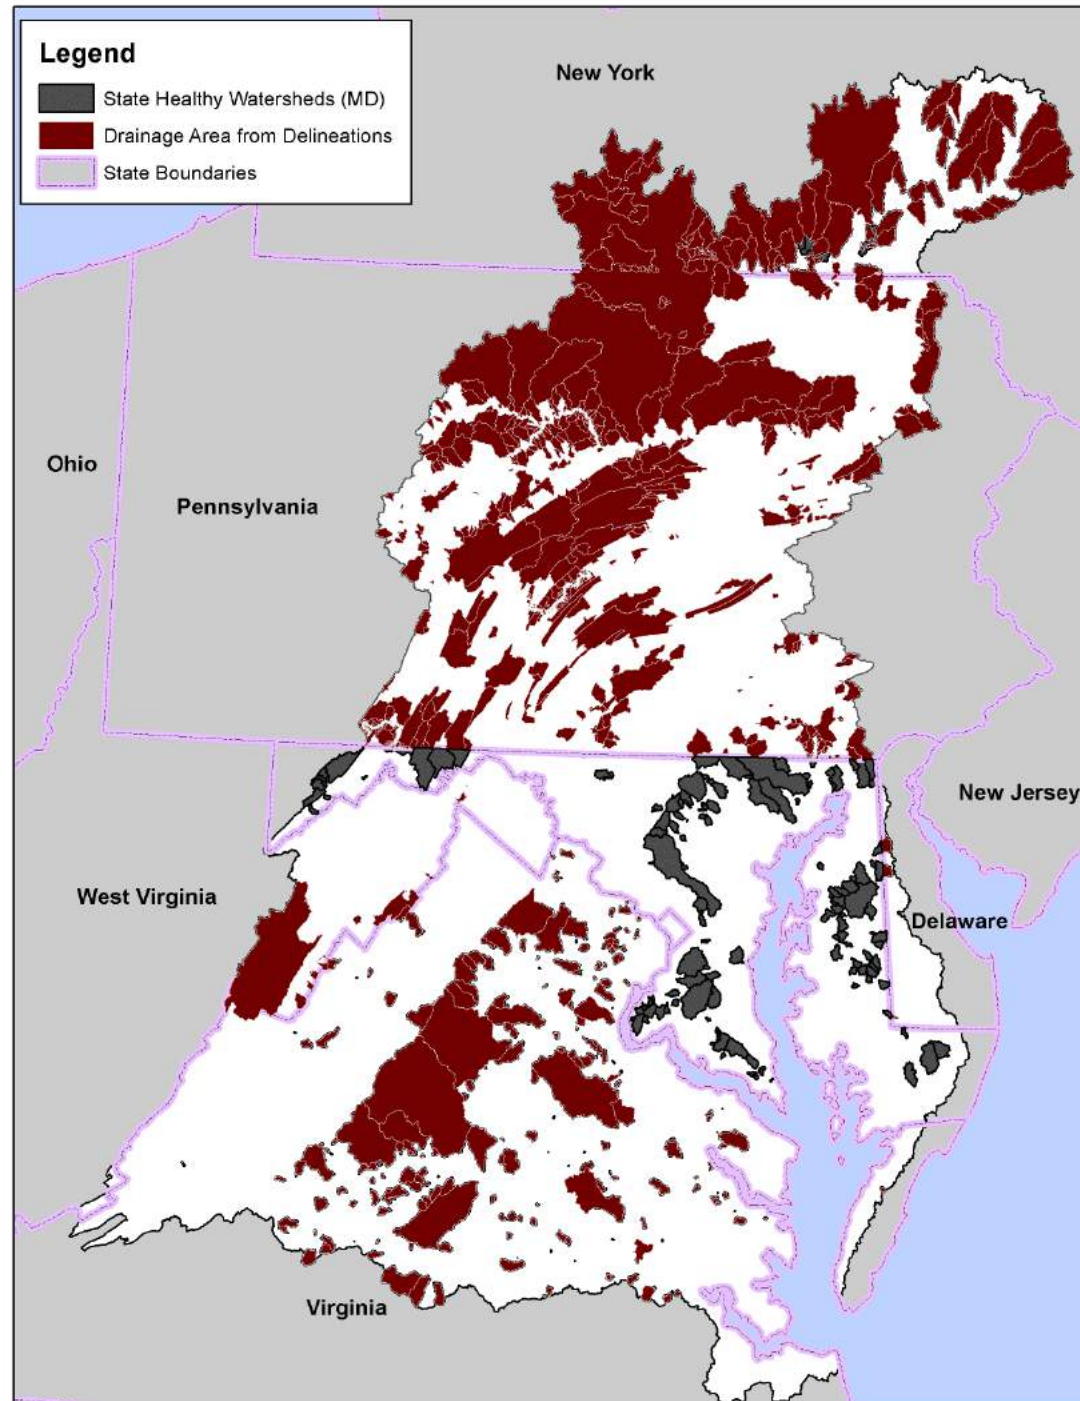 Legend
State Healthy Watersheds (MD)
Drainage Area from Delineations
State Boundaries
New York
Ohio
Pennsylvania
New Jersey
West Virginia
Delaware
Virginia